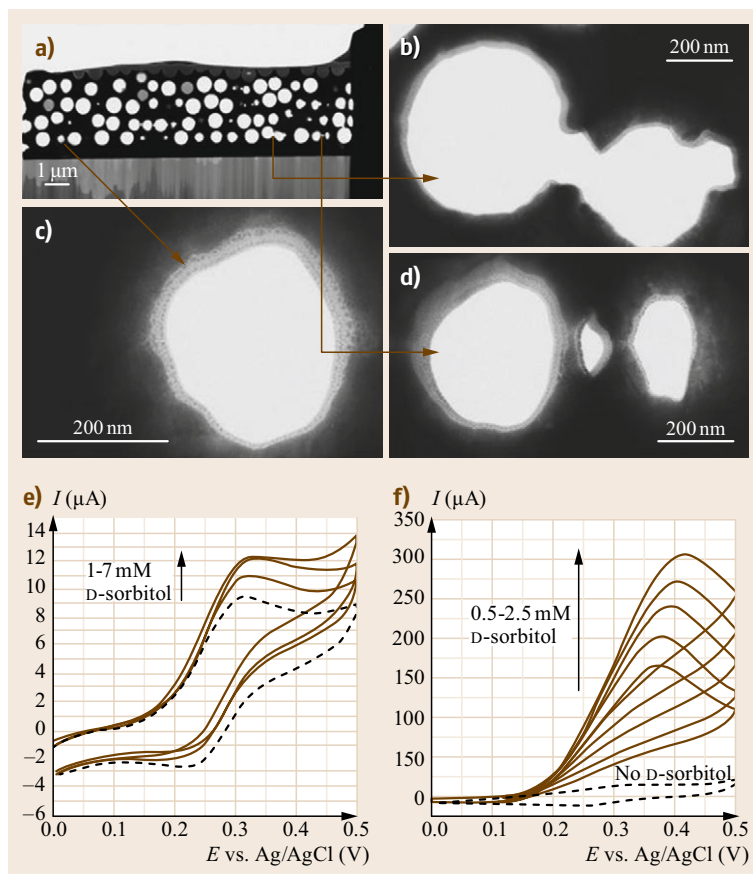 a)
1 µm
b)
200 nm
c)
200 nm
d)
200 nm
e) I (µA)
14
12
10
8
6
4
2
0
−2
−4
−6
1-7 mM
D-sorbitol
0.0 0.1 0.2 0.3 0.4 0.5
E vs. Ag/AgCl (V)
f) I (µA)
350
300
250
200
150
100
150
0
0.5-2.5 mM
D-sorbitol
No D-sorbitol
0.0 0.1 0.2 0.3 0.4 0.5
E vs. Ag/AgCl (V)